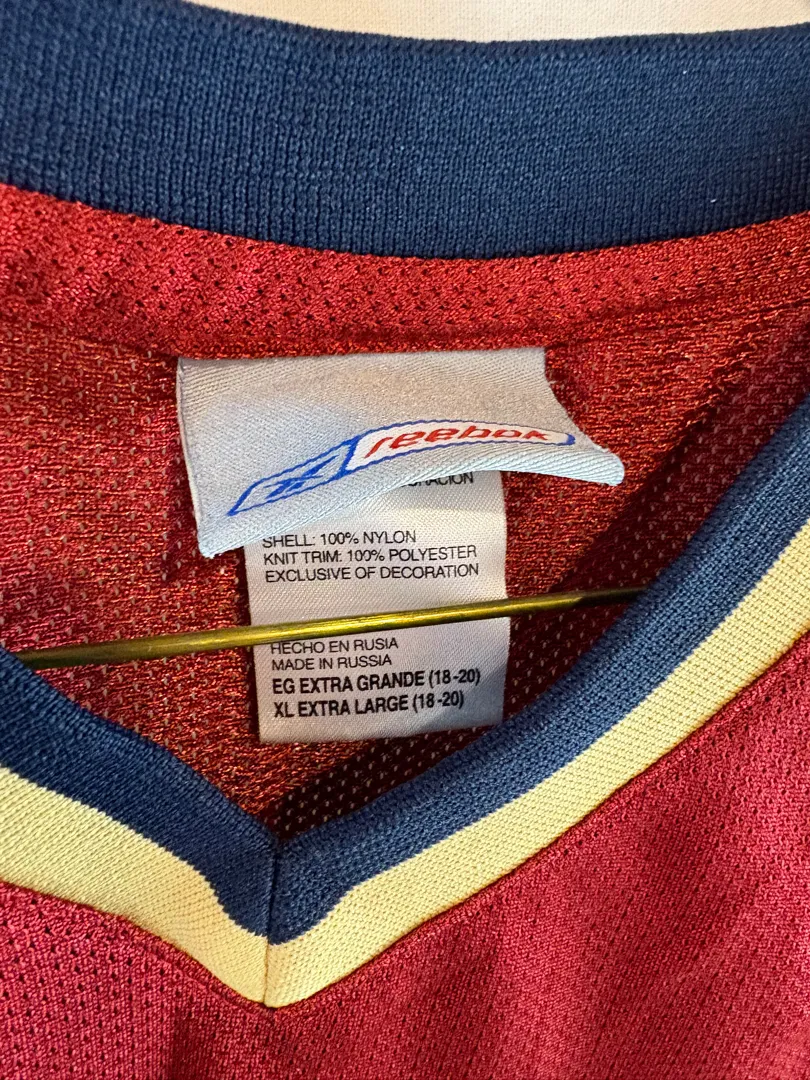 reebok
SHELL: 100% NYLON
KNIT TRIM: 100% POLYESTER
EXCLUSIVE OF DECORATION
HECHO EN RUSIA
MADE IN RUSSIA
EG EXTRA GRANDE (18-20)
XL EXTRA LARGE (18-20)